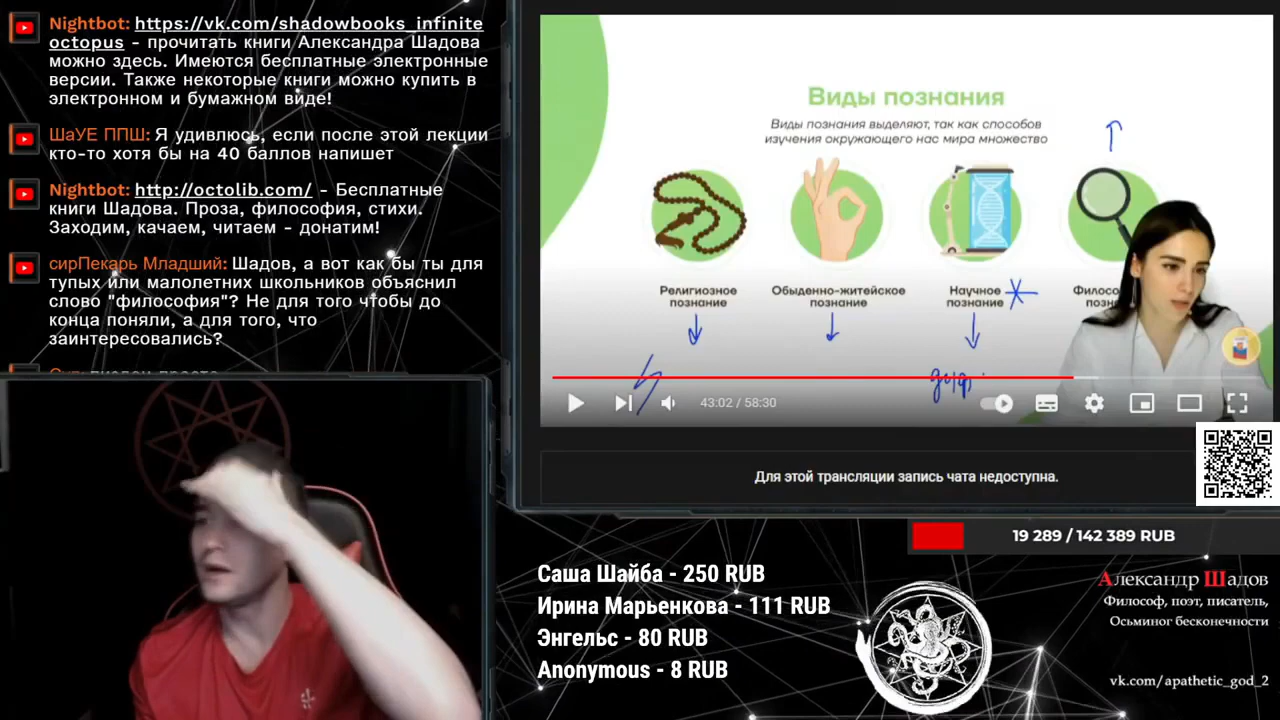 Nightbot: https://vk.com/shadowbooks_infinite
octopus - прочитать книги Александра Шадова
можно здесь. Имеются бесплатные электронные
версии. Также некоторые книги можно купить в
электронном и бумажном виде!
ШаУЕ ППШ: Я удивлюсь, если после этой лекции
кто-то хотя бы на 40 баллов напишет
Nightbot: http://octolib.com/ - Бесплатные
книги Шадова. Проза, философия, стихи.
Заходим, качаем, читаем - донатим!
сирПекарь Младший: Шадов, а вот как бы ты для
тупых или малолетних школьников объяснил
слово "философия"? Не для того чтобы до
конца поняли, а для того, что
заинтересовались?
Виды познания
Виды познания выделяют, так как способов
изучения окружающего нас мира множество
Религиозное
познание
Обыденно-житейское
познание
Научное
познание
43:02 / 58:30
Для этой трансляции запись чата недоступна.
19 289 / 142 389 RUB
Саша Шайба - 250 RUB
Ирина Марьенкова - 111 RUB
Энгельс - 80 RUB
Anonymous - 8 RUB
Александр Шадов
Философ, поэт, писатель,
Осьминог бесконечности
vk.com/apathetic_god_2